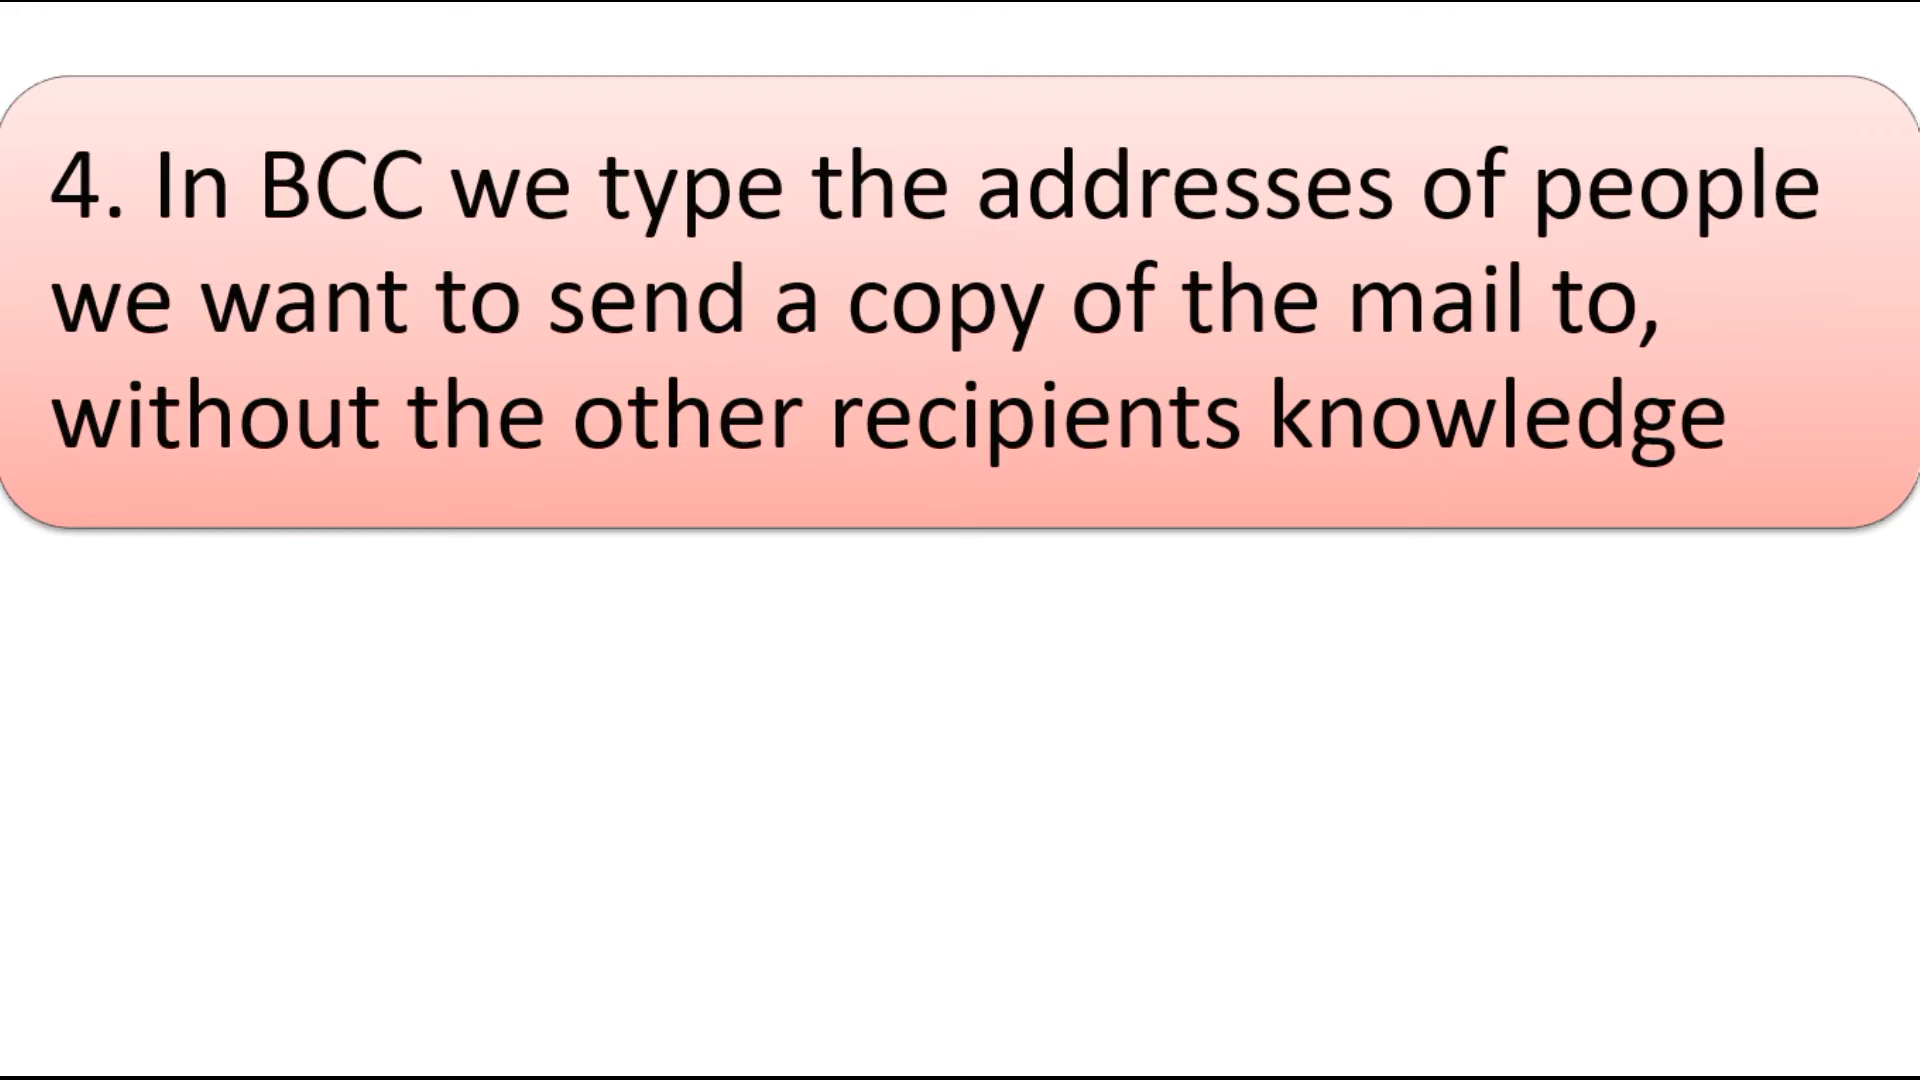 4. In BCC we type the addresses of people
we want to send a copy of the mail to,
without the other recipients knowledge